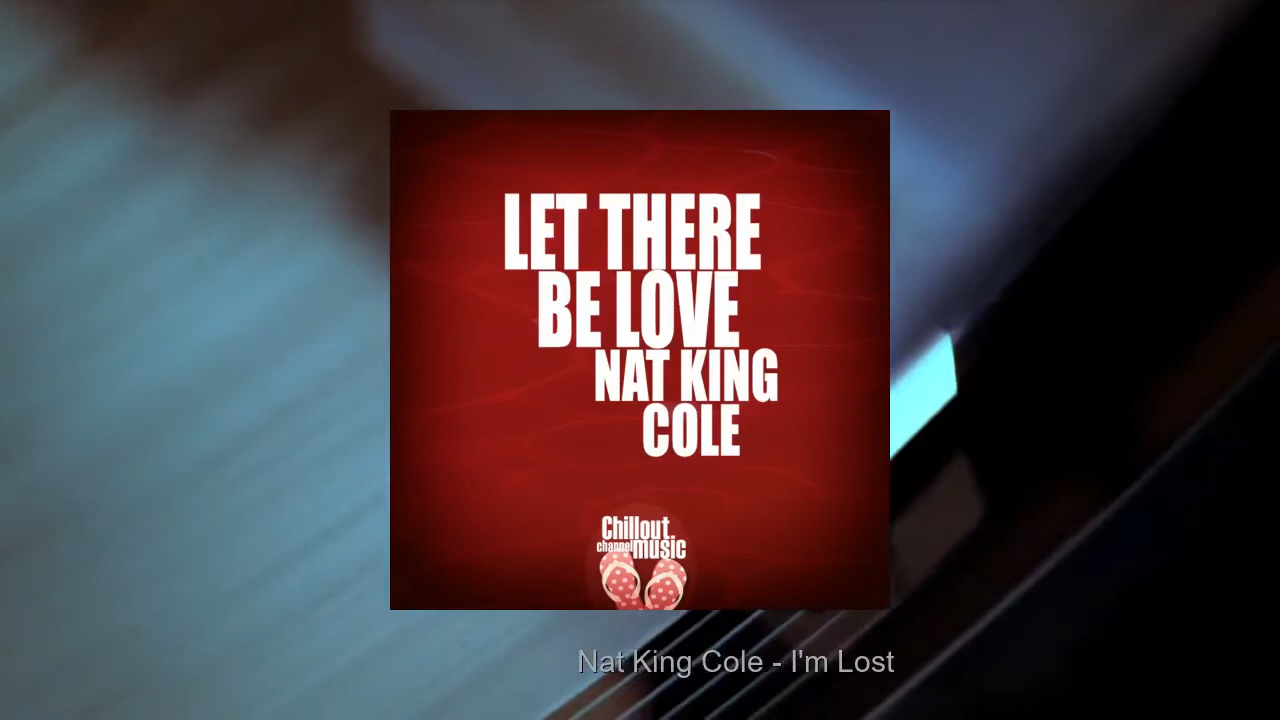 LET THERE
BE LOVE
NAT KING
COLE
Chillout
channel music
Nat King Cole - I'm Lost